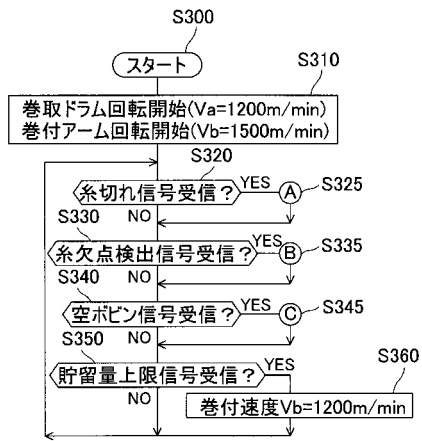 S300
スタート
S310
巻取ドラム回転開始(Va=1200m/min)
巻付アーム回転開始(Vb=1500m/min)
S320
糸切れ信号受信？
YES
A
S325
NO
S330
糸欠点検出信号受信？
YES
B
S335
NO
S340
空ボビン信号受信？
YES
C
S345
NO
S350
貯留量上限信号受信？
YES
S360
NO
巻付速度Vb=1200m/min